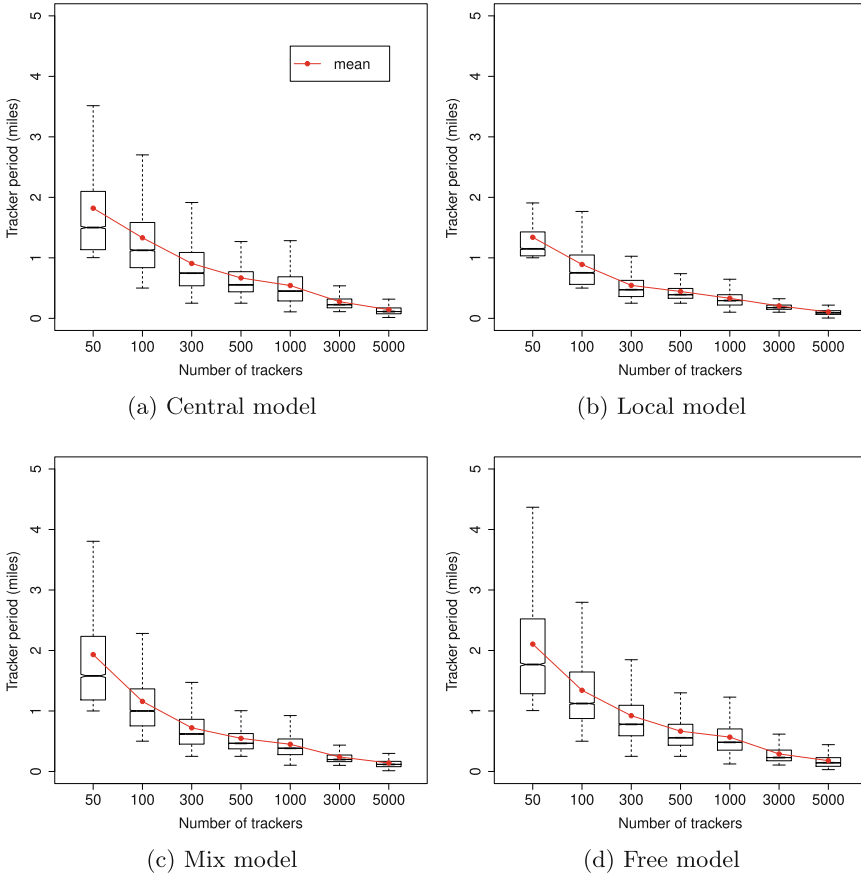 5
4
3
2
1
0
Tracker period (miles)
mean
50 100 300 500 1000 3000 5000
Number of trackers
(a) Central model
5
4
3
2
1
0
Tracker period (miles)
50 100 300 500 1000 3000 5000
Number of trackers
(b) Local model
5
4
3
2
1
0
Tracker period (miles)
50 100 300 500 1000 3000 5000
Number of trackers
(c) Mix model
5
4
3
2
1
0
Tracker period (miles)
50 100 300 500 1000 3000 5000
Number of trackers
(d) Free model